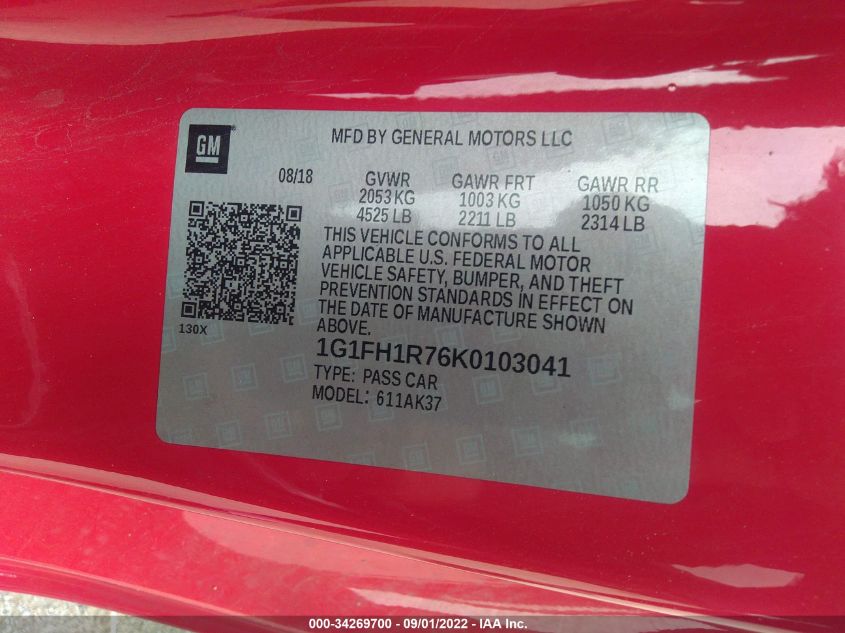 GM®
MFD BY GENERAL MOTORS LLC
08/18
GVWR GAWR FRT GAWR RR
2053 KG 1003 KG 1050 KG
4525 LB 2211 LB 2314 LB
THIS VEHICLE CONFORMS TO ALL
APPLICABLE U.S. FEDERAL MOTOR
VEHICLE SAFETY, BUMPER, AND THEFT
PREVENTION STANDARDS IN EFFECT ON
THE DATE OF MANUFACTURE SHOWN
ABOVE.
130X
1G1FH1R76K0103041
TYPE: PASS CAR
MODEL: 611AK37
000-34269700 - 09/01/2022 - IAA Inc.